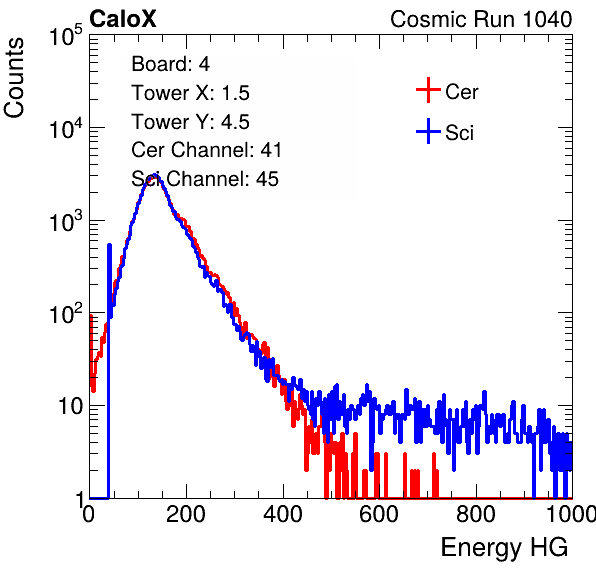 CaloX Cosmic Run 1040
Counts
10^5
10^4
10^3
10^2
10
1
Board: 4
Tower X: 1.5
Tower Y: 4.5
Cer Channel: 41
Sci Channel: 45
Cer
Sci
0 200 400 600 800 1000
Energy HG